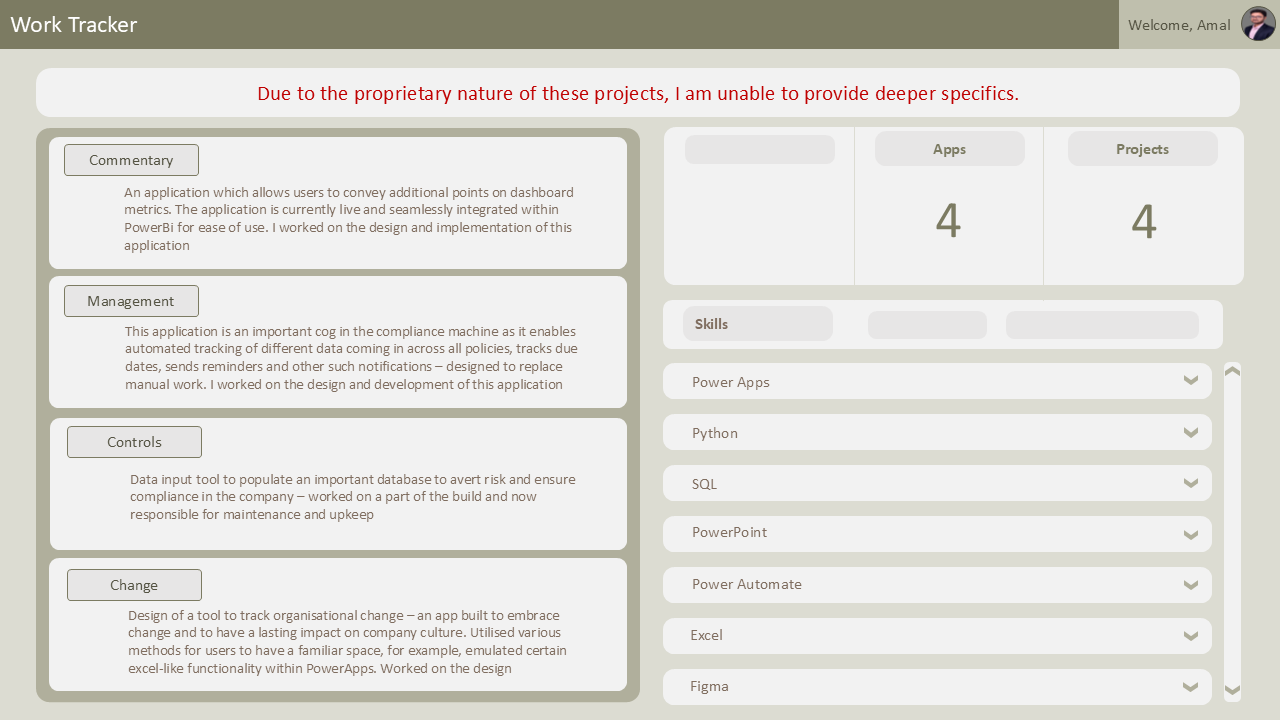 Work Tracker
Welcome, Amal
Due to the proprietary nature of these projects, I am unable to provide deeper specifics.
Commentary
An application which allows users to convey additional points on dashboard
metrics. The application is currently live and seamlessly integrated within
PowerBi for ease of use. I worked on the design and implementation of this
application
Management
This application is an important cog in the compliance machine as it enables
automated tracking of different data coming in across all policies, tracks due
dates, sends reminders and other such notifications – designed to replace
manual work. I worked on the design and development of this application
Controls
Data input tool to populate an important database to avert risk and ensure
compliance in the company – worked on a part of the build and now
responsible for maintenance and upkeep
Change
Design of a tool to track organisational change – an app built to embrace
change and to have a lasting impact on company culture. Utilised various
methods for users to have a familiar space, for example, emulated certain
excel-like functionality within PowerApps. Worked on the design
Apps
4
Projects
4
Skills
Power Apps
Python
SQL
PowerPoint
Power Automate
Excel
Figma